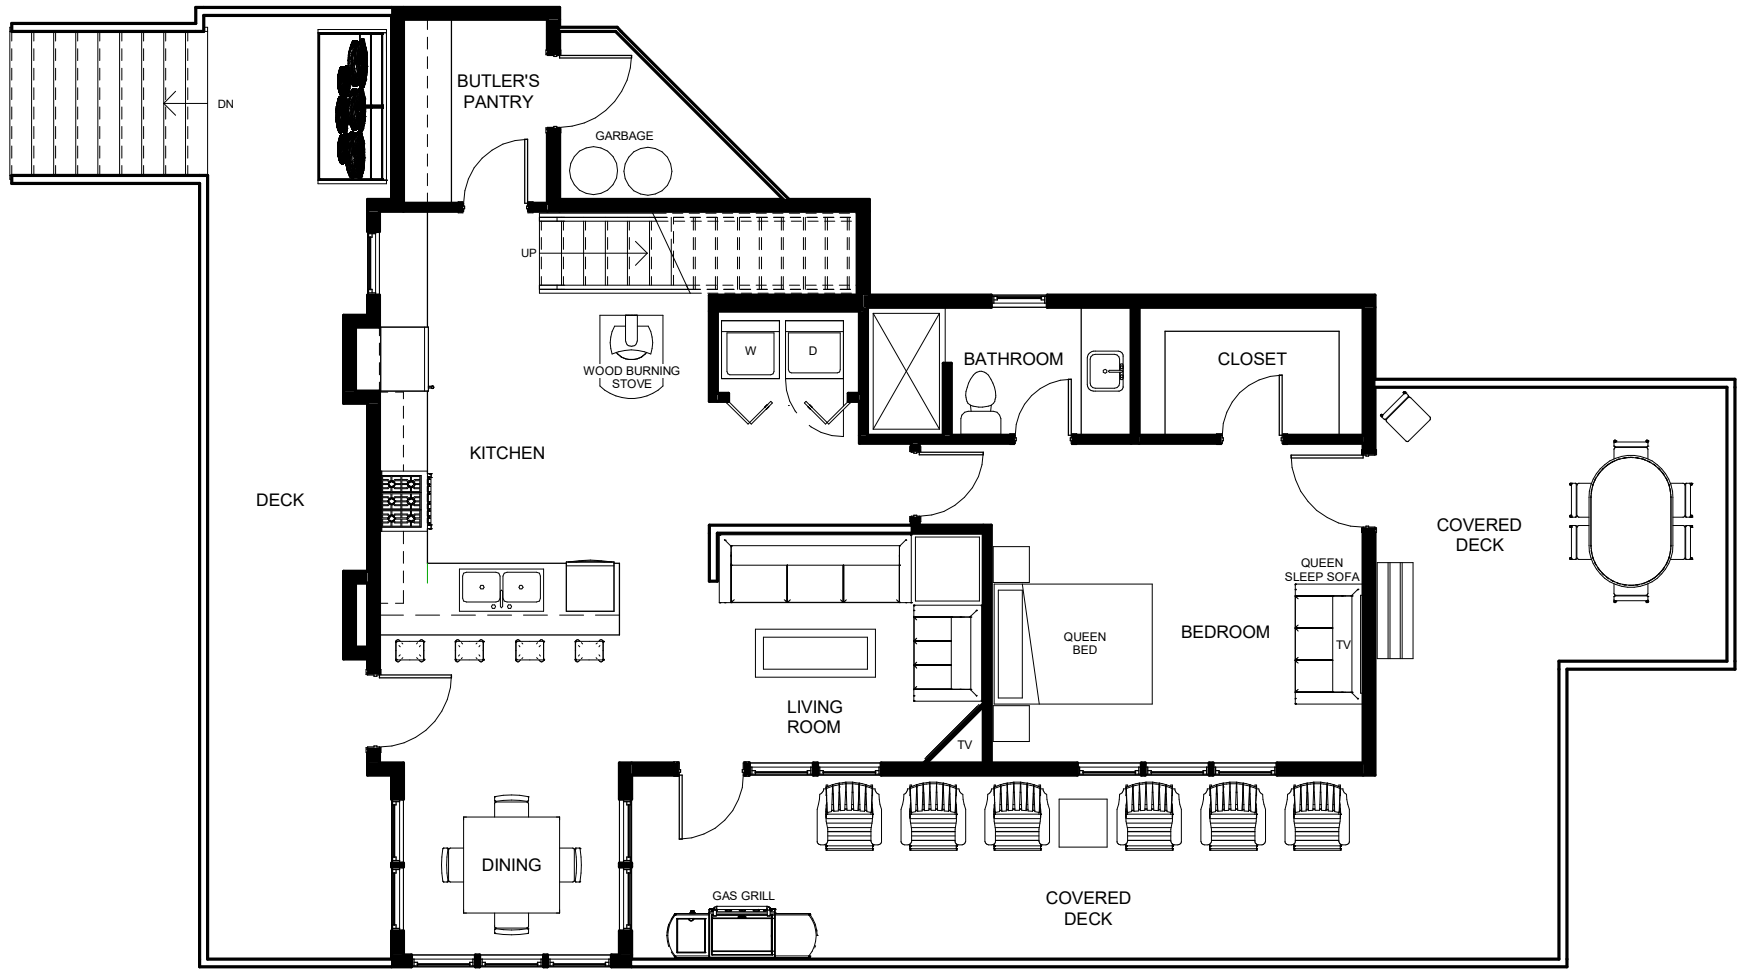 BUTLER'S
PANTRY
DN
GARBAGE
UP
W
D
WOOD BURNING
STOVE
BATHROOM
CLOSET
KITCHEN
DECK
COVERED
DECK
QUEEN
SLEEP SOFA
QUEEN
BED
BEDROOM
TV
LIVING
ROOM
TV
DINING
GAS GRILL
COVERED
DECK